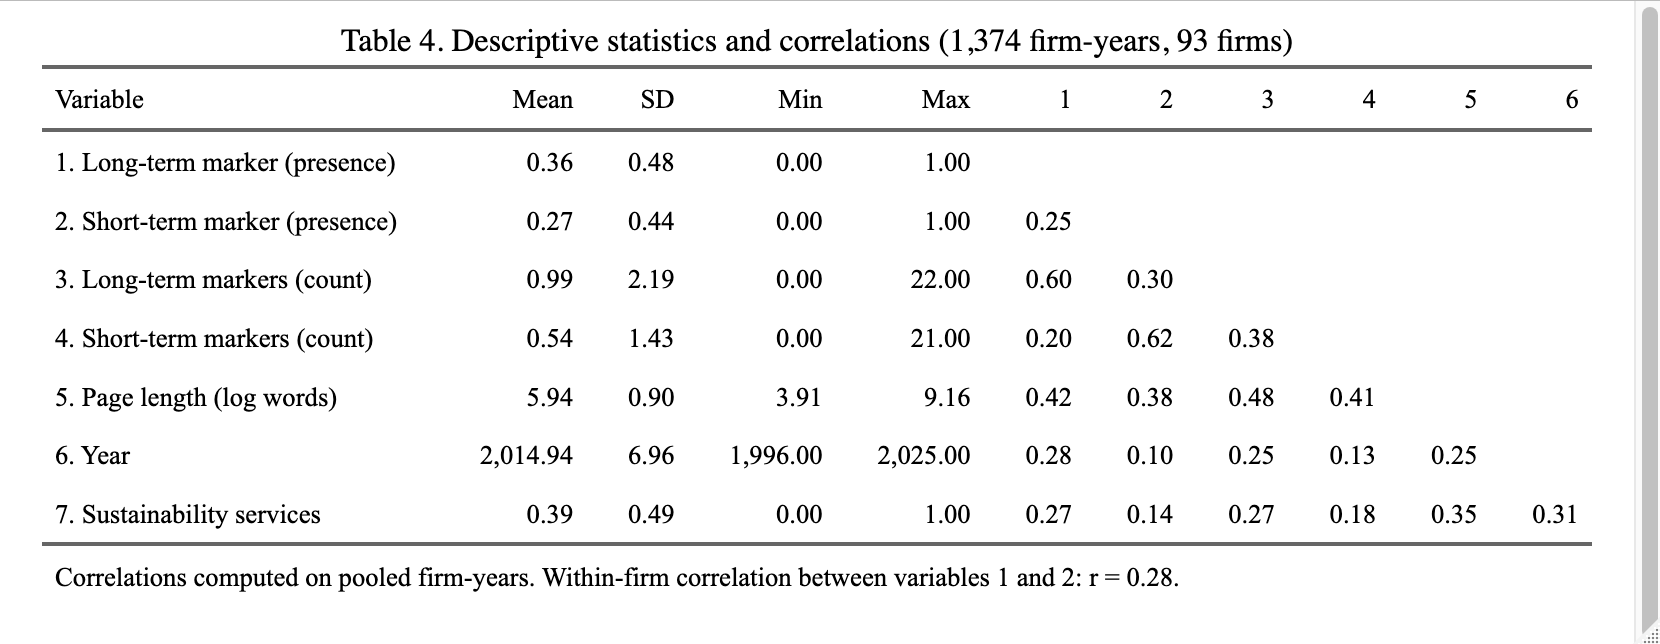 Table 4. Descriptive statistics and correlations (1,374 firm-years, 93 firms)
Variable Mean SD Min Max 1 2 3 4 5 6
1. Long-term marker (presence) 0.36 0.48 0.00 1.00
2. Short-term marker (presence) 0.27 0.44 0.00 1.00 0.25
3. Long-term markers (count) 0.99 2.19 0.00 22.00 0.60 0.30
4. Short-term markers (count) 0.54 1.43 0.00 21.00 0.20 0.62 0.38
5. Page length (log words) 5.94 0.90 3.91 9.16 0.42 0.38 0.48 0.41
6. Year 2,014.94 6.96 1,996.00 2,025.00 0.28 0.10 0.25 0.13 0.25
7. Sustainability services 0.39 0.49 0.00 1.00 0.27 0.14 0.27 0.18 0.35 0.31
Correlations computed on pooled firm-years. Within-firm correlation between variables 1 and 2: r = 0.28.